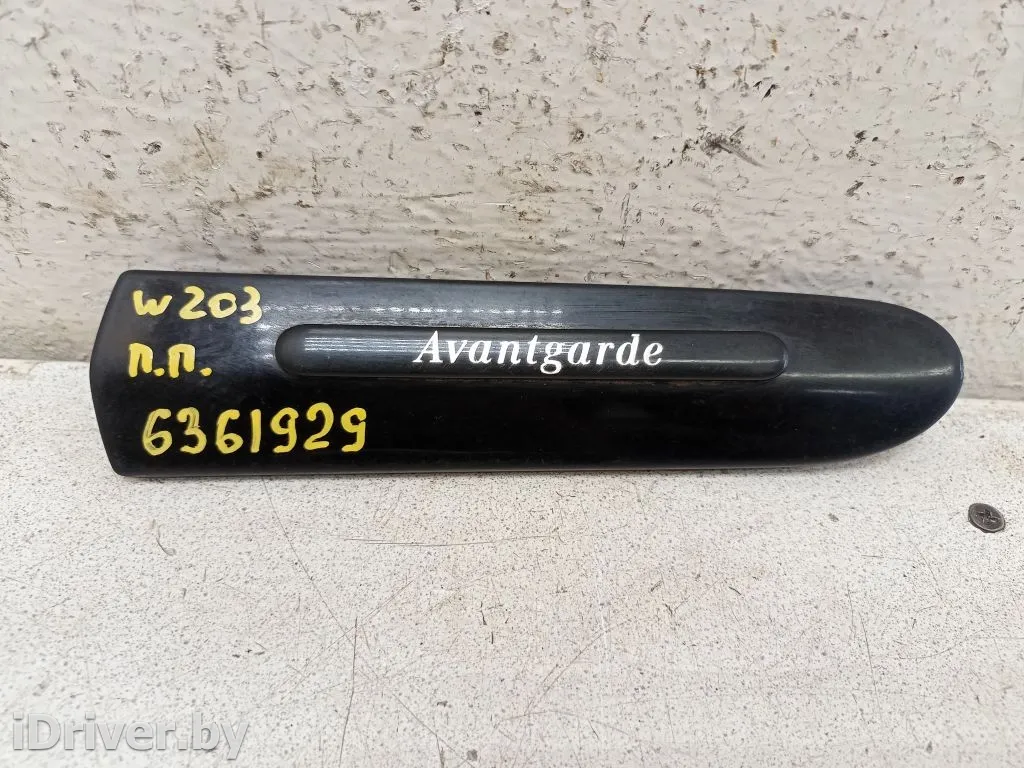 w203
п.п.
6361929
Avantgarde
iDriver.by